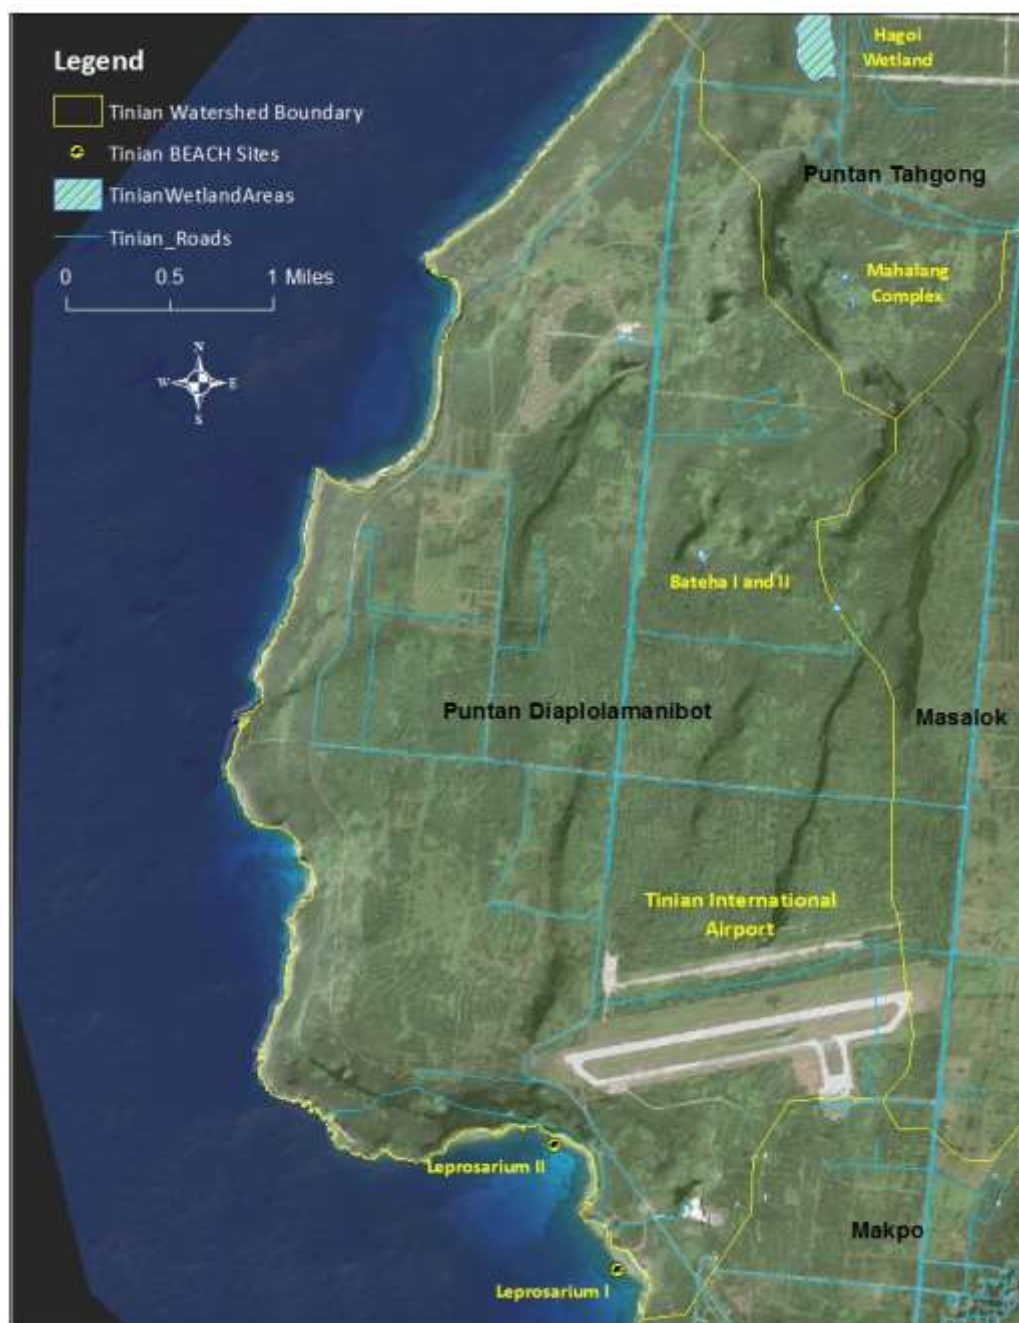 Legend
Tinian Watershed Boundary
Tinian BEACH Sites
TinianWetlandAreas
Tinian_Roads
0 0.5 1 Miles
N
W E
S
Hagoi
Wetland
Puntan Tahgong
Mahalang
Complex
Bateha I and II
Puntan Diaplolamanibot
Masalok
Tinian International
Airport
Leprosarium II
Makpo
Leprosarium I